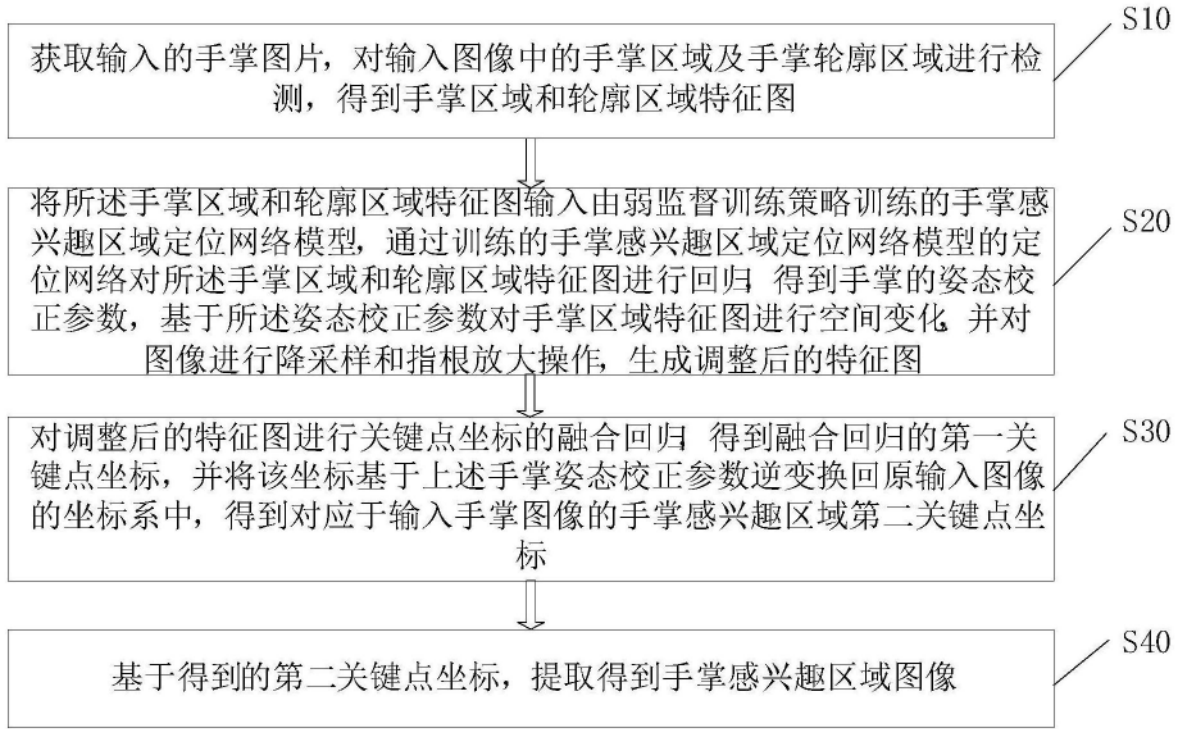 S10
获取输入的手掌图片，对输入图像中的手掌区域及手掌轮廓区域进行检
测，得到手掌区域和轮廓区域特征图
S20
将所述手掌区域和轮廓区域特征图输入由弱监督训练策略训练的手掌感
兴趣区域定位网络模型，通过训练的手掌感兴趣区域定位网络模型的定
位网络对所述手掌区域和轮廓区域特征图进行回归，得到手掌的姿态校
正参数，基于所述姿态校正参数对手掌区域特征图进行空间变化，并对
图像进行降采样和指根放大操作，生成调整后的特征图
S30
对调整后的特征图进行关键点坐标的融合回归，得到融合回归的第一关
键点坐标，并将该坐标基于上述手掌姿态校正参数逆变换回原输入图像
的坐标系中，得到对应于输入手掌图像的手掌感兴趣区域第二关键点坐
标
S40
基于得到的第二关键点坐标，提取得到手掌感兴趣区域图像